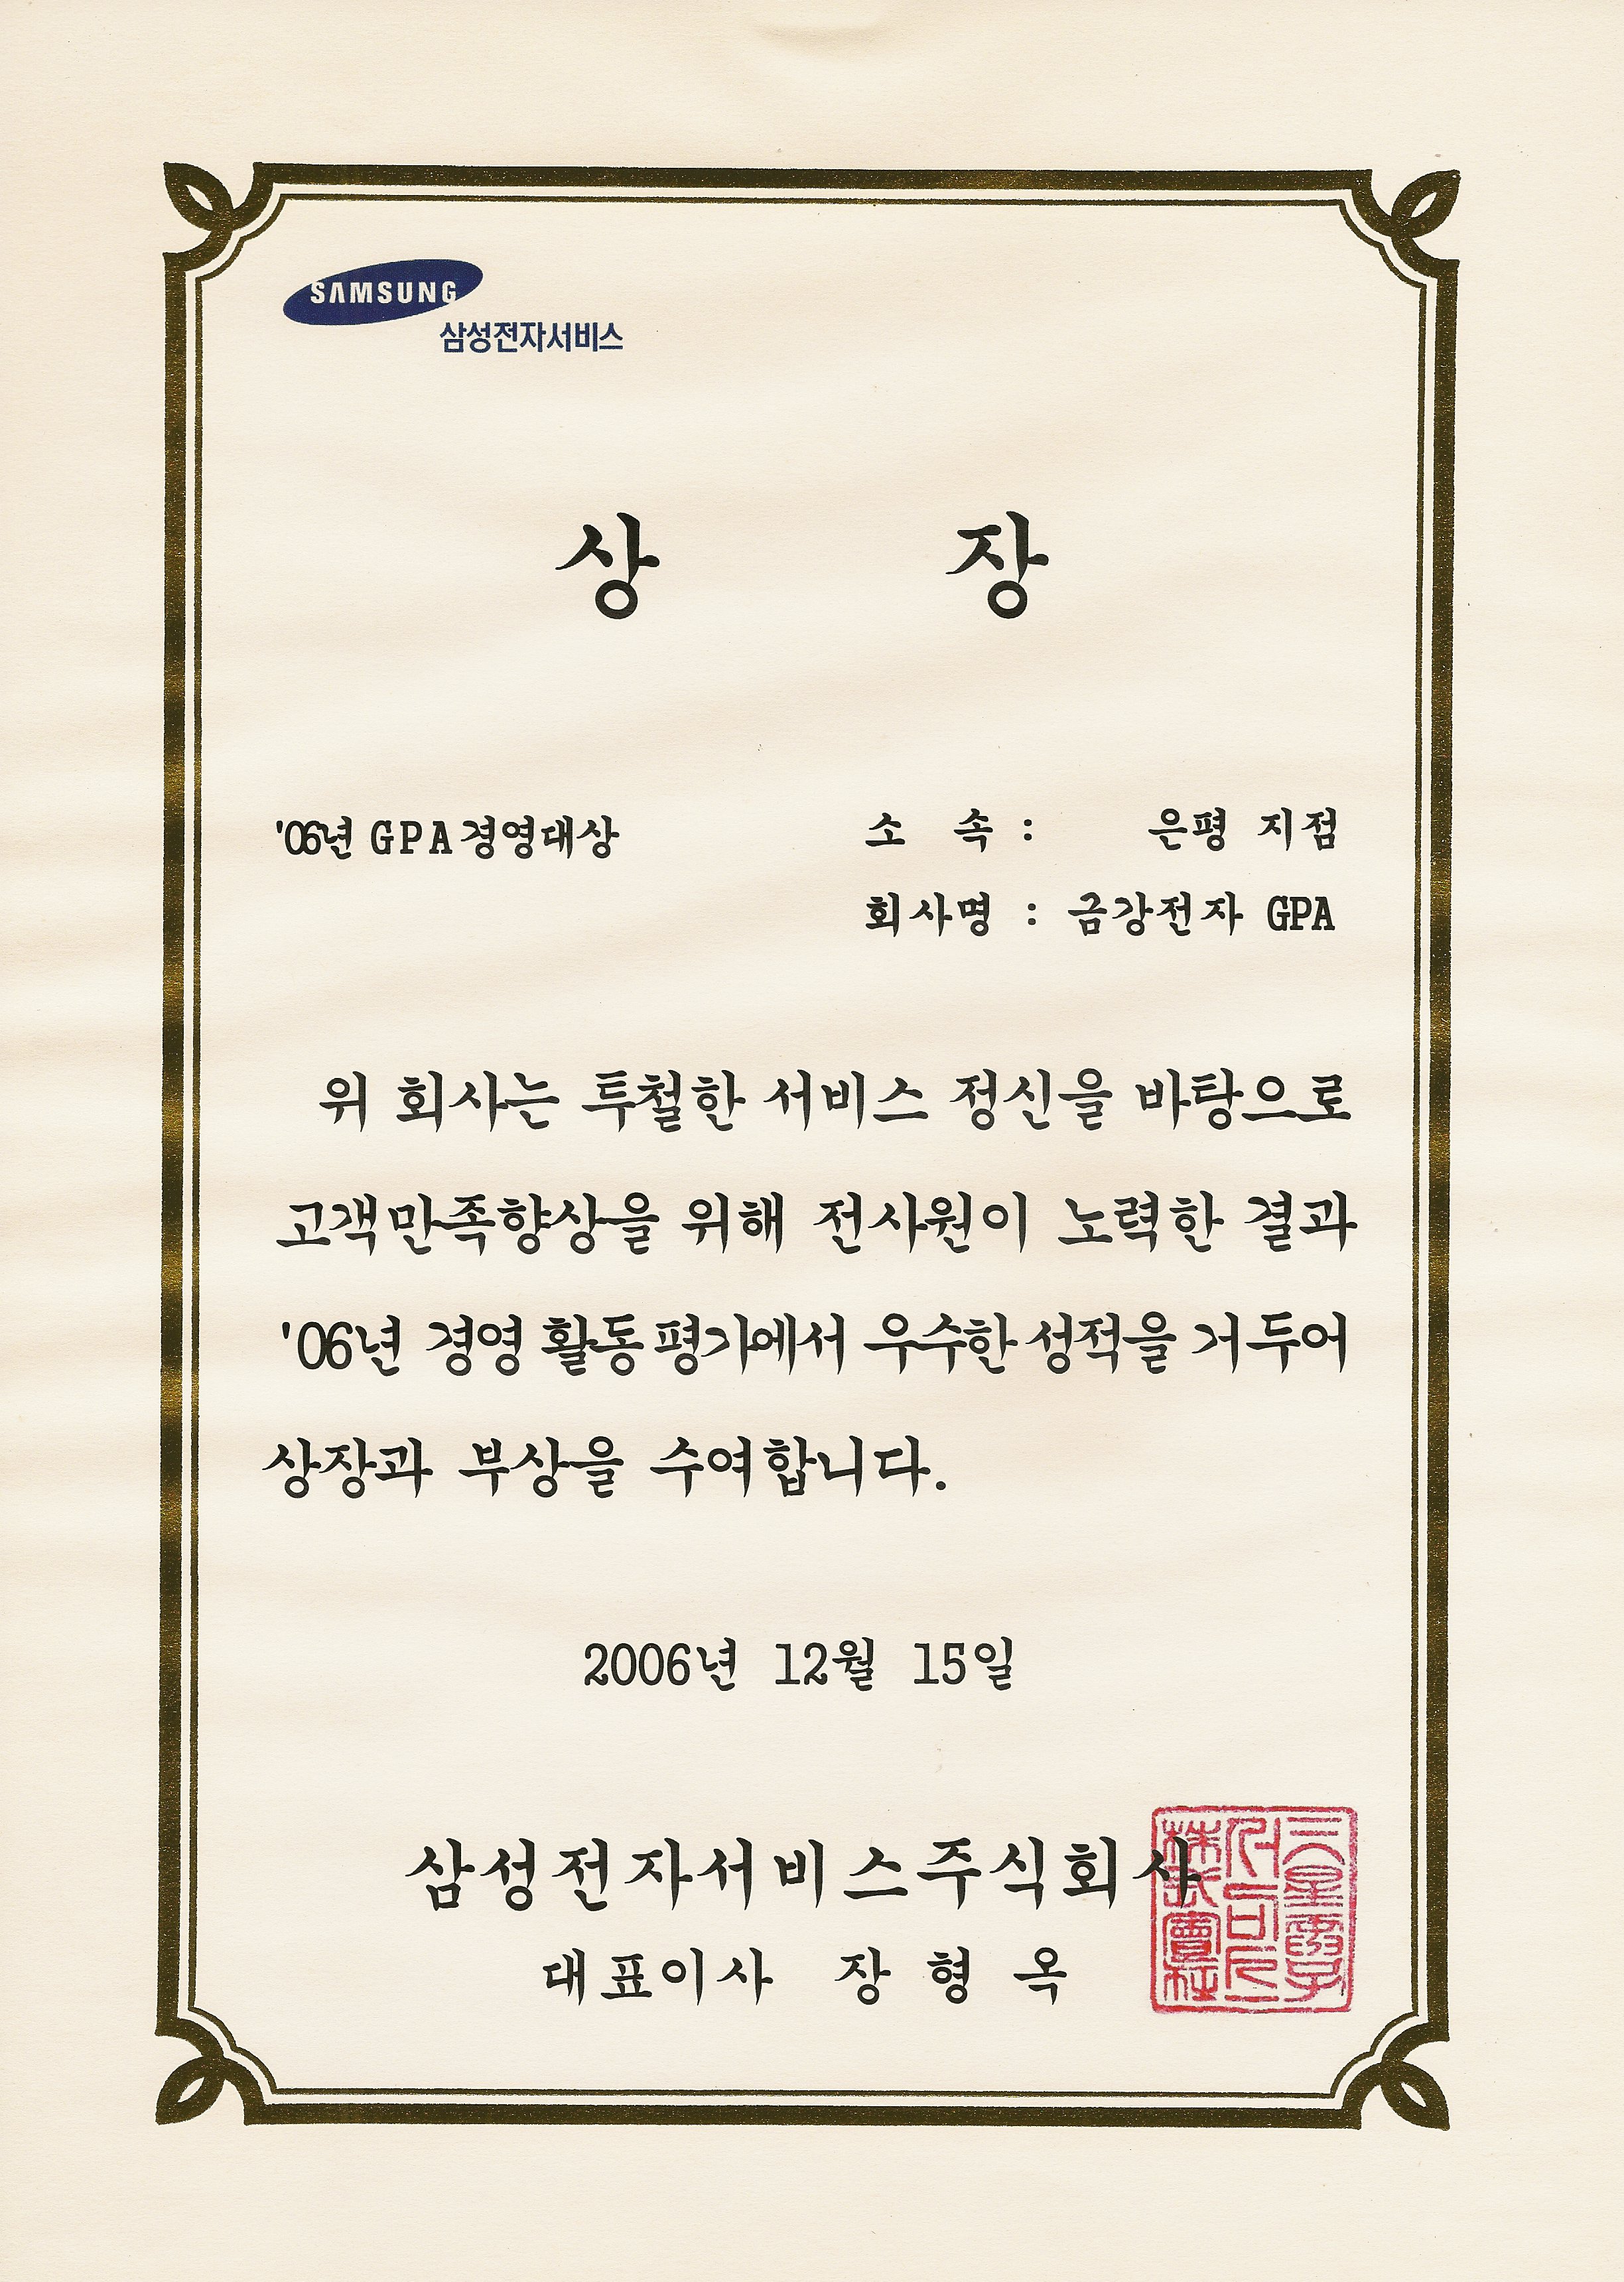 SAMSUNG
삼성전자서비스
상 장
'06년 GPA 경영대상
소 속 : 은평 지점
회사명 : 금강전자 GPA
위 회사는 투철한 서비스 정신을 바탕으로
고객만족향상을 위해 전사원이 노력한 결과
'06년 경영활동평가에서 우수한 성적을 거두어
상장과 부상을 수여합니다.
2006년 12월 15일
삼성전자서비스주식회사
대표이사 장 형 옥